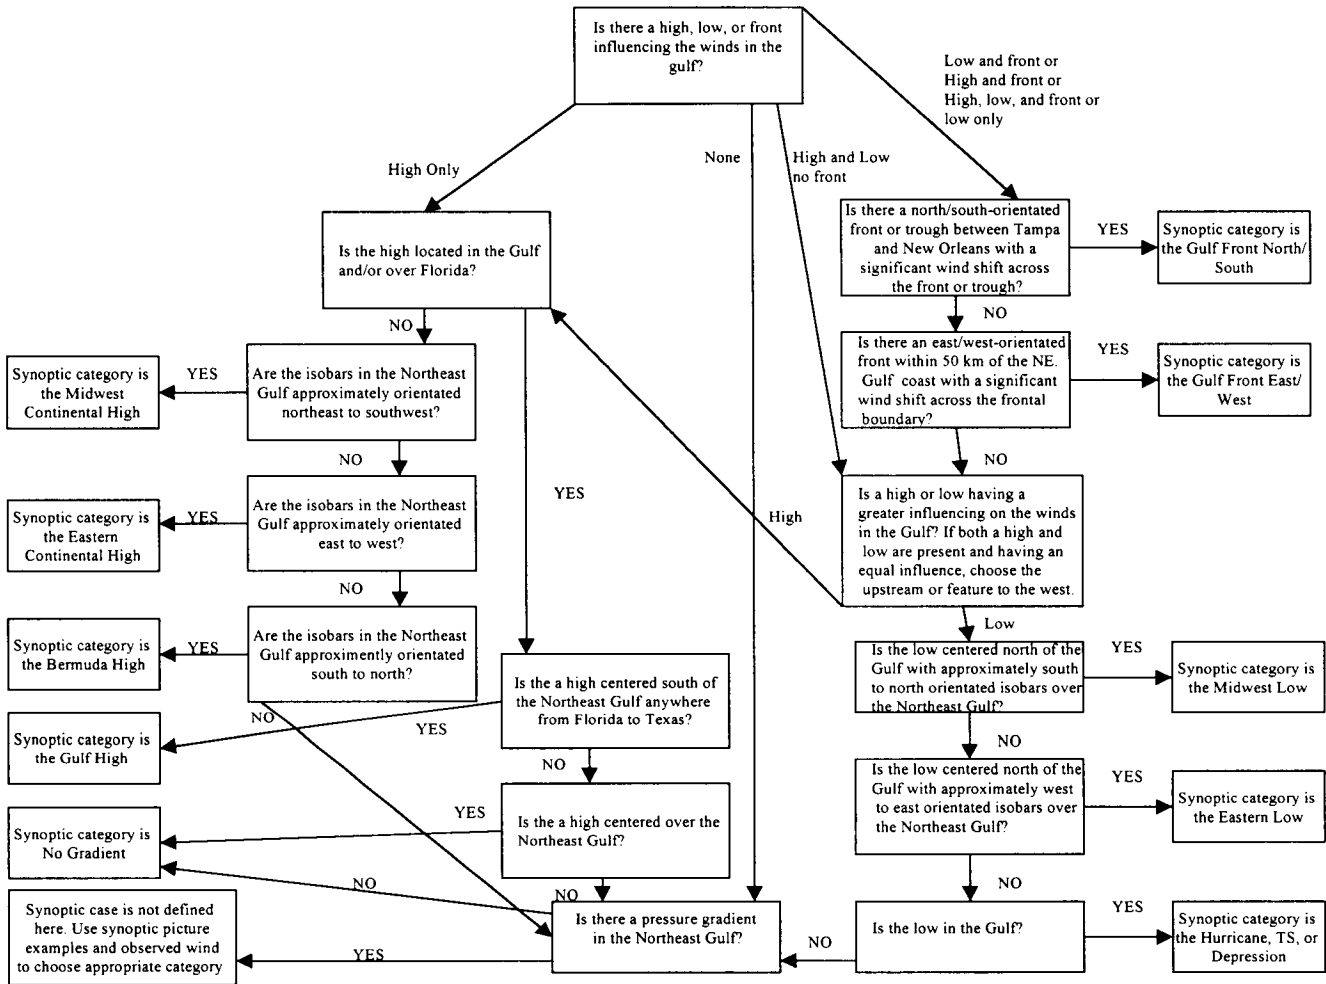 Is there a high, low, or front
influencing the winds in the
gulf?
Low and front or
High and front or
High, low, and front or
low only
None
High and Low
no front
High Only
Is the high located in the Gulf
and/or over Florida?
Is there a north/south-orientated
front or trough between Tampa
and New Orleans with a
significant wind shift across
the front or trough?
YES
Synoptic category is
the Gulf Front North/
South
NO
NO
Is there an east/west-orientated
front within 50 km of the NE.
Gulf coast with a significant
wind shift across the frontal
boundary?
YES
Synoptic category is
the Gulf Front East/
West
Synoptic category is
the Midwest
Continental High
YES
Are the isobars in the Northeast
Gulf approximately orientated
northeast to southwest?
NO
NO
YES
High
Is a high or low having a
greater influencing on the winds
in the Gulf? If both a high and
low are present and having an
equal influence, choose the
upstream or feature to the west.
Synoptic category is
the Eastern
Continental High
YES
Are the isobars in the Northeast
Gulf approximately orientated
east to west?
NO
Low
Synoptic category is
the Bermuda High
YES
Are the isobars in the Northeast
Gulf approximently orientated
south to north?
Is the low centered north of the
Gulf with approximately south
to north orientated isobars over
the Northeast Gulf?
YES
Synoptic category is
the Midwest Low
NO
Is the a high centered south of
the Northeast Gulf anywhere
from Florida to Texas?
YES
Synoptic category is
the Gulf High
NO
NO
Is the low centered north of the
Gulf with approximately west
to east orientated isobars over
the Northeast Gulf?
YES
Synoptic category is
the Eastern Low
Synoptic category is
No Gradient
YES
Is the a high centered over the
Northeast Gulf?
NO
NO
NO
Synoptic case is not defined
here. Use synoptic picture
examples and observed wind
to choose appropriate category
YES
Is there a pressure gradient
in the Northeast Gulf?
NO
Is the low in the Gulf?
YES
Synoptic category is
the Hurricane, TS, or
Depression